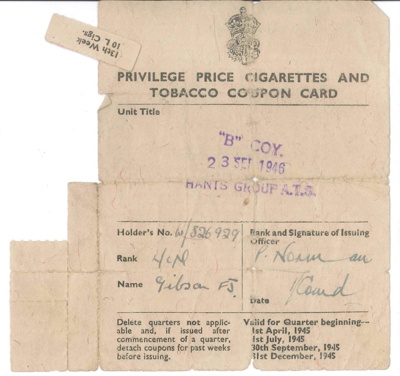 13th Week
10 L Cigs.
PRIVILEGE PRICE CIGARETTES AND
TOBACCO COUPON CARD
Unit Title
"B" COY.
23 SEP 1946
HANTS GROUP A.T.S.
Holder's No. W/326929
Rank and Signature of Issuing
Officer
Rank L/Cpl
Name Gibson
Date
Delete quarters not applic-
able and, if issued after
commencement of a quarter,
detach coupons for past weeks
before issuing.
Valid for Quarter beginning—
1st April, 1945
1st July, 1945
30th September, 1945
31st December, 1945